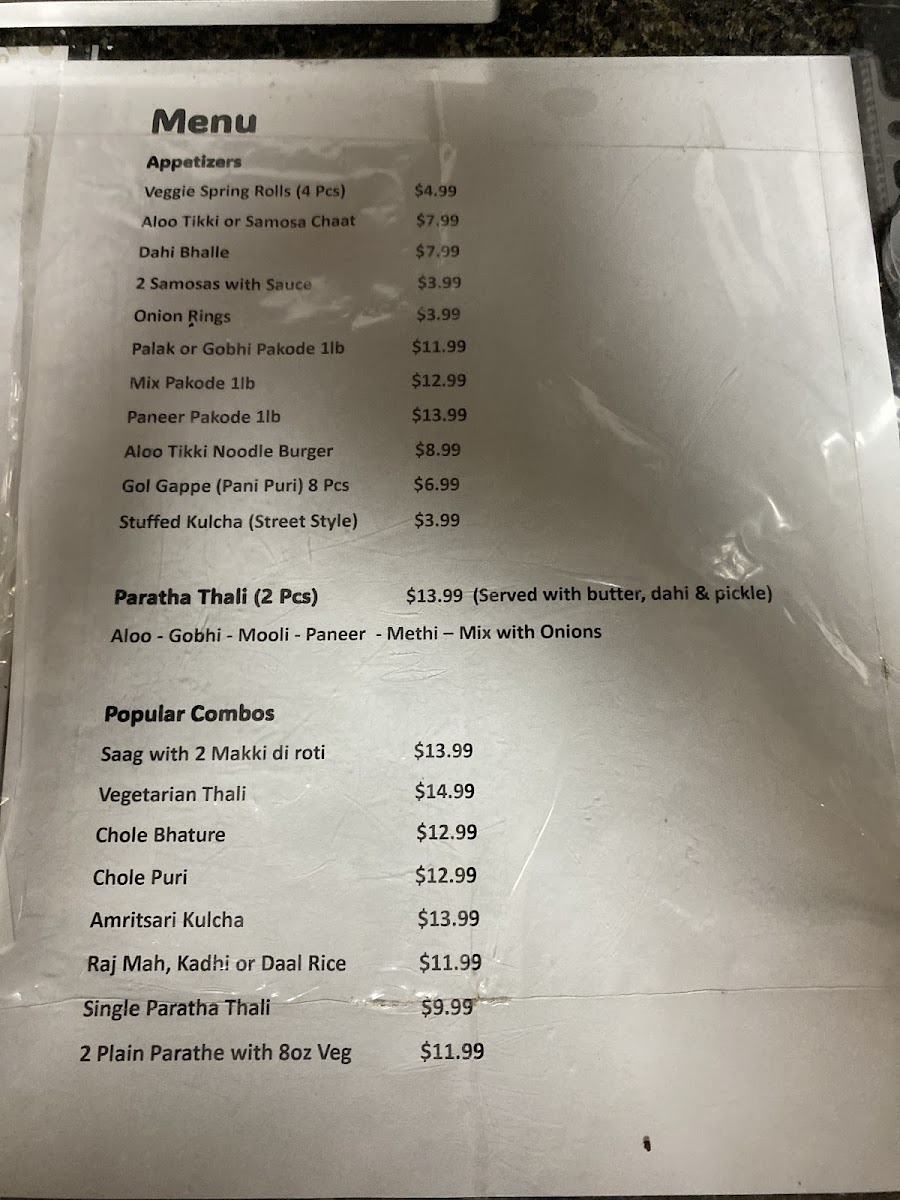 Menu
Appetizers
Veggie Spring Rolls (4 Pcs) $4.99
Aloo Tikki or Samosa Chaat $7.99
Dahi Bhalle $7.99
2 Samosas with Sauce $3.99
Onion Rings $3.99
Palak or Gobhi Pakode 1lb $11.99
Mix Pakode 1lb $12.99
Paneer Pakode 1lb $13.99
Aloo Tikki Noodle Burger $8.99
Gol Gappe (Pani Puri) 8 Pcs $6.99
Stuffed Kulcha (Street Style) $3.99
Paratha Thali (2 Pcs) $13.99 (Served with butter, dahi & pickle)
Aloo - Gobhi - Mooli - Paneer - Methi – Mix with Onions
Popular Combos
Saag with 2 Makki di roti $13.99
Vegetarian Thali $14.99
Chole Bhature $12.99
Chole Puri $12.99
Amritsari Kulcha $13.99
Raj Mah, Kadhi or Daal Rice $11.99
Single Paratha Thali $9.99
2 Plain Parathe with 8oz Veg $11.99